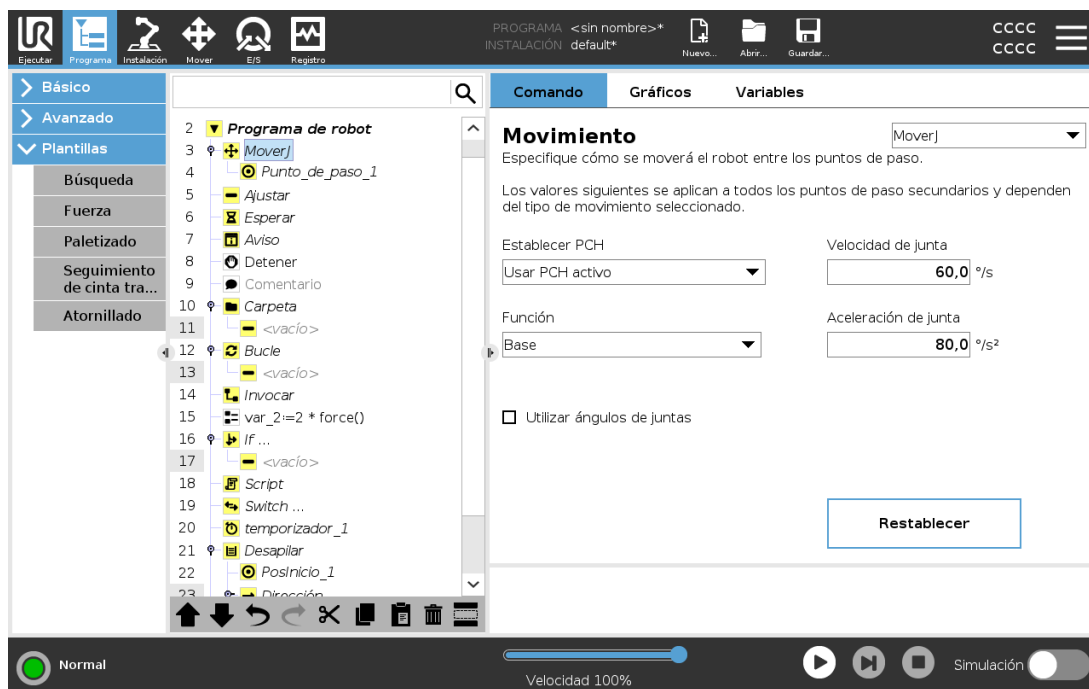 PROGRAMA <sin nombre>*
INSTALACIÓN default*
CCCC
CCCC
Ejecutar Programa Instalación Mover E/S Registro Nuevo... Abrir... Guardar...
Básico
Avanzado
Plantillas
Búsqueda
Fuerza
Paletizado
Seguimiento
de cinta tra...
Atornillado
2 Programa de robot
3 MoverJ
4 Punto_de_paso_1
5 Ajustar
6 Esperar
7 Aviso
8 Detener
9 Comentario
10 Carpeta
11 <vacío>
12 Bucle
13 <vacío>
14 Invocar
15 var_2:=2 * force()
16 If ...
17 <vacío>
18 Script
19 Switch ...
20 temporizador_1
21 Desapilar
22 PosInicio_1
23 Dirección
Comando Gráficos Variables
Movimiento MoverJ
Especifique cómo se moverá el robot entre los puntos de paso.
Los valores siguientes se aplican a todos los puntos de paso secundarios y dependen
del tipo de movimiento seleccionado.
Establecer PCH Velocidad de junta
Usar PCH activo 60,0 °/s
Función Aceleración de junta
Base 80,0 °/s²
Utilizar ángulos de juntas
Restablecer
Normal
Velocidad 100%
Simulación